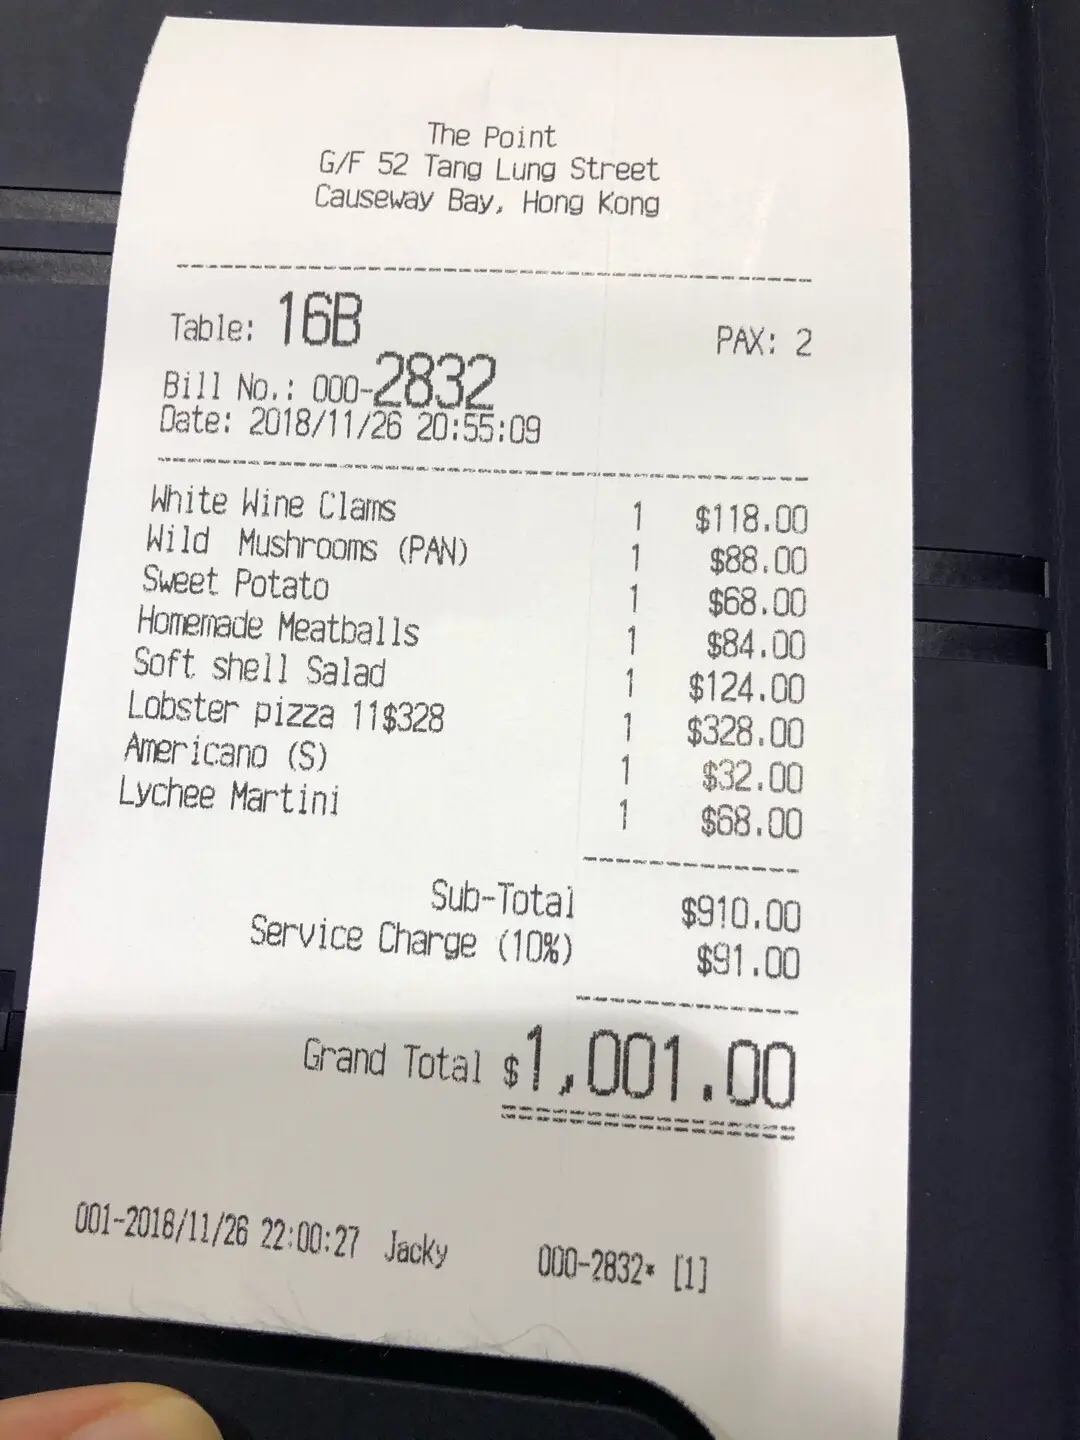 The Point
G/F 52 Tang Lung Street
Causeway Bay, Hong Kong
Table: 16B PAX: 2
Bill No.: 000-2832
Date: 2018/11/26 20:55:09
White Wine Clams 1 $118.00
Wild Mushrooms (PAN) 1 $88.00
Sweet Potato 1 $68.00
Homemade Meatballs 1 $84.00
Soft shell Salad 1 $124.00
Lobster pizza 11$328 1 $328.00
Americano (S) 1 $32.00
Lychee Martini 1 $68.00
Sub-Total $910.00
Service Charge (10%) $91.00
Grand Total $1,001.00
001-2018/11/26 22:00:27 Jacky 000-2832* [1]